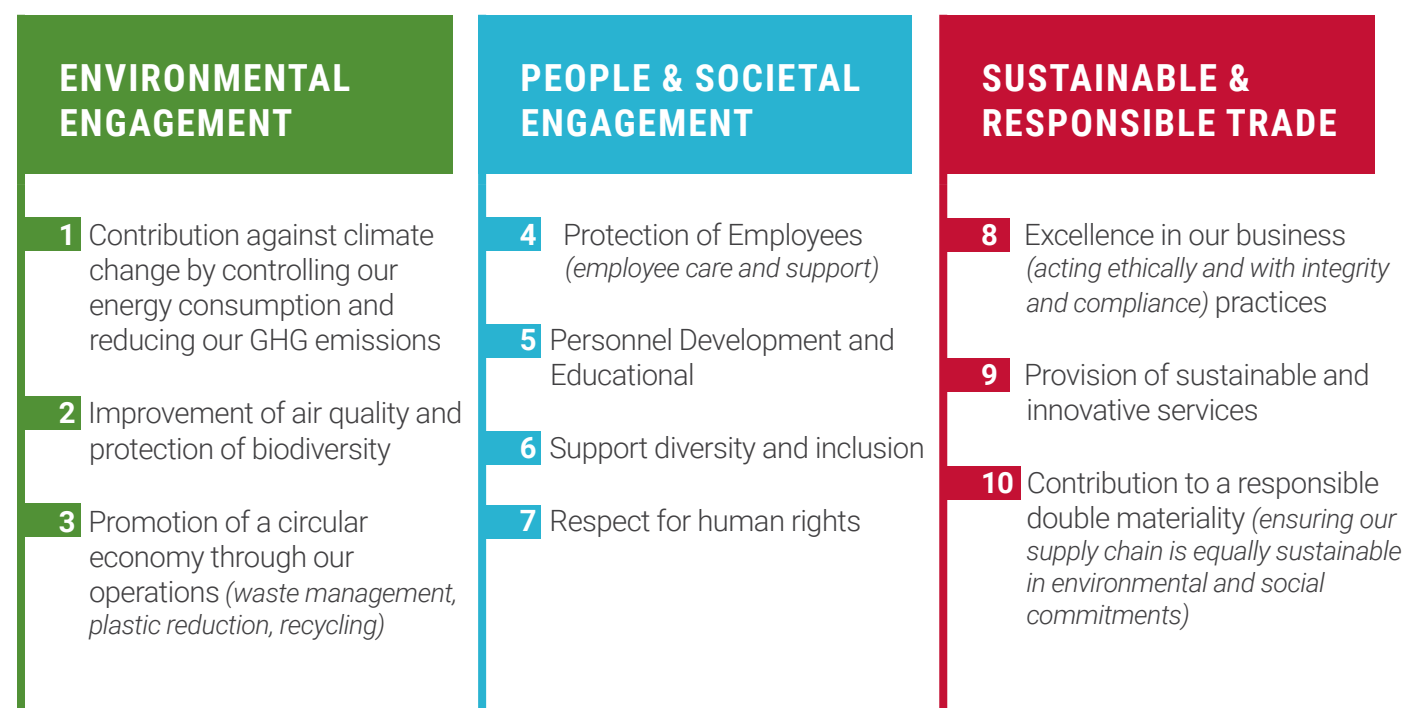 ENVIRONMENTAL
ENGAGEMENT
1 Contribution against climate
change by controlling our
energy consumption and
reducing our GHG emissions
2 Improvement of air quality and
protection of biodiversity
3 Promotion of a circular
economy through our
operations (waste management,
plastic reduction, recycling)
PEOPLE & SOCIETAL
ENGAGEMENT
4 Protection of Employees
(employee care and support)
5 Personnel Development and
Educational
6 Support diversity and inclusion
7 Respect for human rights
SUSTAINABLE &
RESPONSIBLE TRADE
8 Excellence in our business
(acting ethically and with integrity
and compliance) practices
9 Provision of sustainable and
innovative services
10 Contribution to a responsible
double materiality (ensuring our
supply chain is equally sustainable
in environmental and social
commitments)